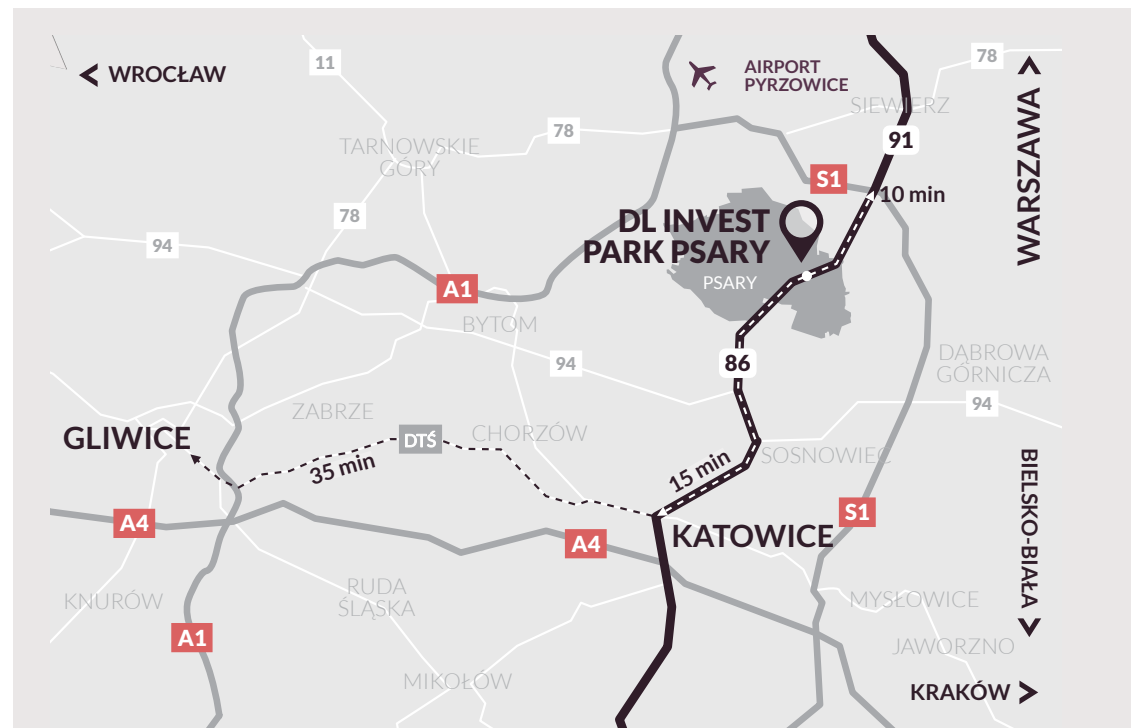 WROCŁAW
11
AIRPORT
PYRZOWICE
78
SIEWIERZ
WARSZAWA
78
91
TARNOWSKIE
GÓRY
S1
10 min
78
DL INVEST
PARK PSARY
94
PSARY
A1
BYTOM
86
94
DĄBROWA
GÓRNICZA
94
ZABRZE
GLIWICE
DTŚ
CHORZÓW
35 min
15 min
SOSNOWIEC
BIELSKO-BIAŁA
A4
S1
KATOWICE
A4
KNURÓW
RUDA
ŚLĄSKA
MYSŁOWICE
A1
JAWORZNO
MIKOŁÓW
KRAKÓW